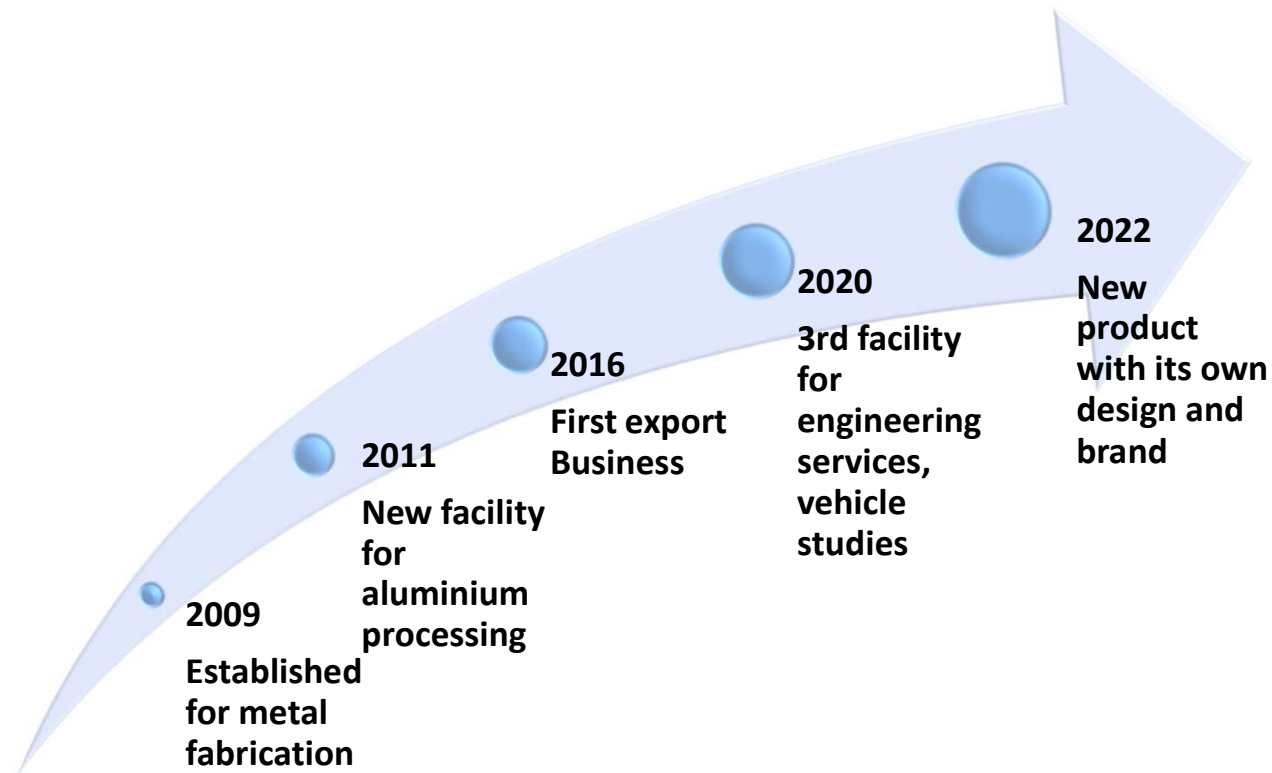 2009
Established
for metal
fabrication
2011
New facility
for
aluminium
processing
2016
First export
Business
2020
3rd facility
for
engineering
services,
vehicle
studies
2022
New
product
with its own
design and
brand